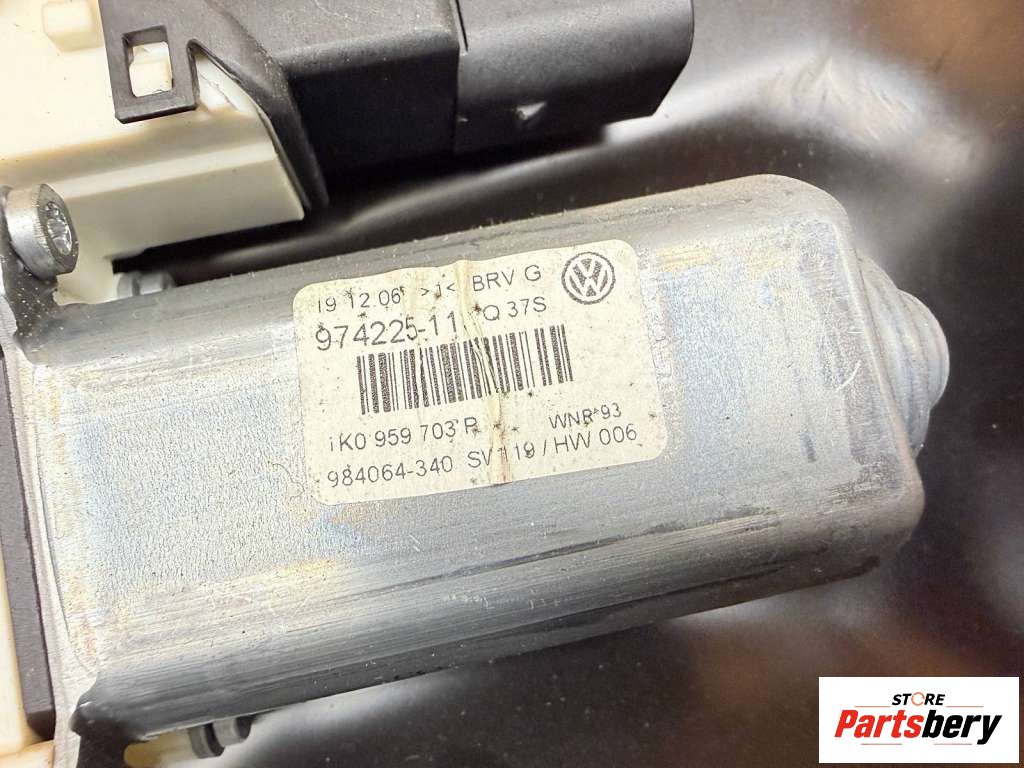 19 12 06 >1< BRV G
974225-11 Q 37S
1K0 959 703 P
WNR 93
984064-340 SV 119 / HW 006
STORE
Partsbery